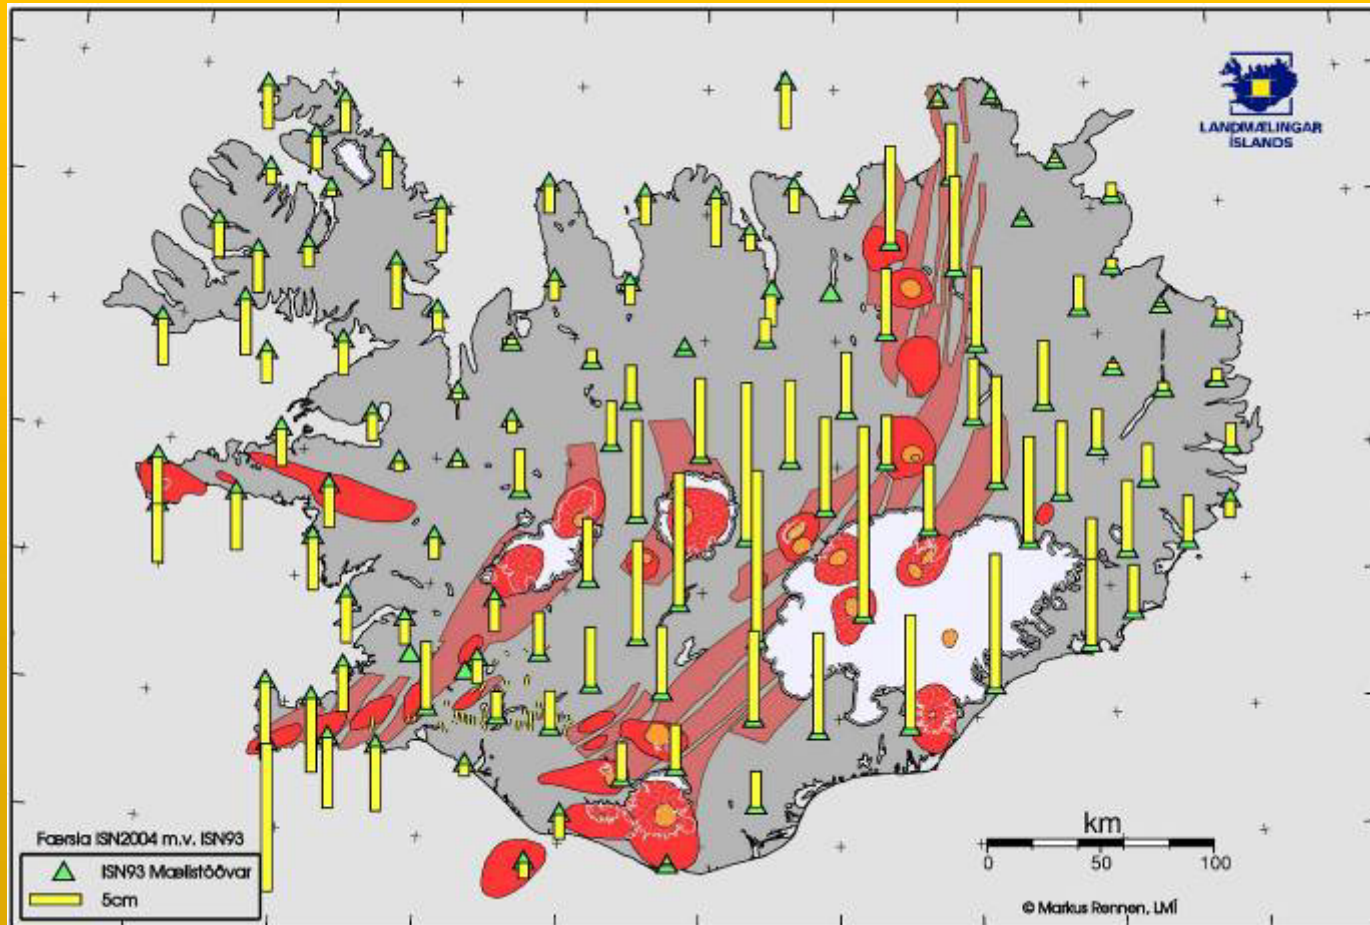 LANDMÆLINGAR
ÍSLANDS
Færsla ISN2004 m.v. ISN93
ISN93 Mælistöðvar
5cm
km
0 50 100
© Markus Rennen, LMÍ